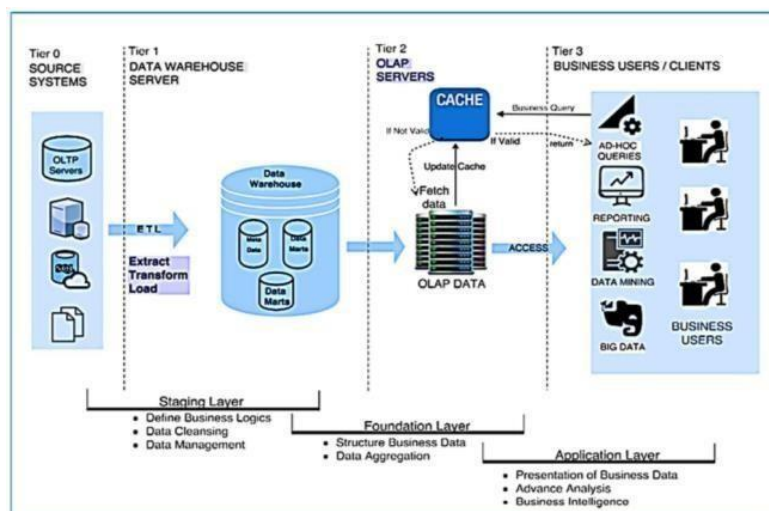 Tier 0
SOURCE
SYSTEMS
Tier 1
DATA WAREHOUSE
SERVER
Tier 2
OLAP
SERVERS
Tier 3
BUSINESS USERS / CLIENTS
OLTP
Servers
SQL
ETL
Extract
Transform
Load
Data
Warehouse
Meta
Data
Data
Marts
Data
Marts
CACHE
Business Query
If Not Valid
If Valid
return
Update Cache
Fetch
data
OLAP DATA
ACCESS
AD-HOC
QUERIES
REPORTING
DATA MINING
BIG DATA
BUSINESS
USERS
Staging Layer
• Define Business Logics
• Data Cleansing
• Data Management
Foundation Layer
• Structure Business Data
• Data Aggregation
Application Layer
• Presentation of Business Data
• Advance Analysis
• Business Intelligence